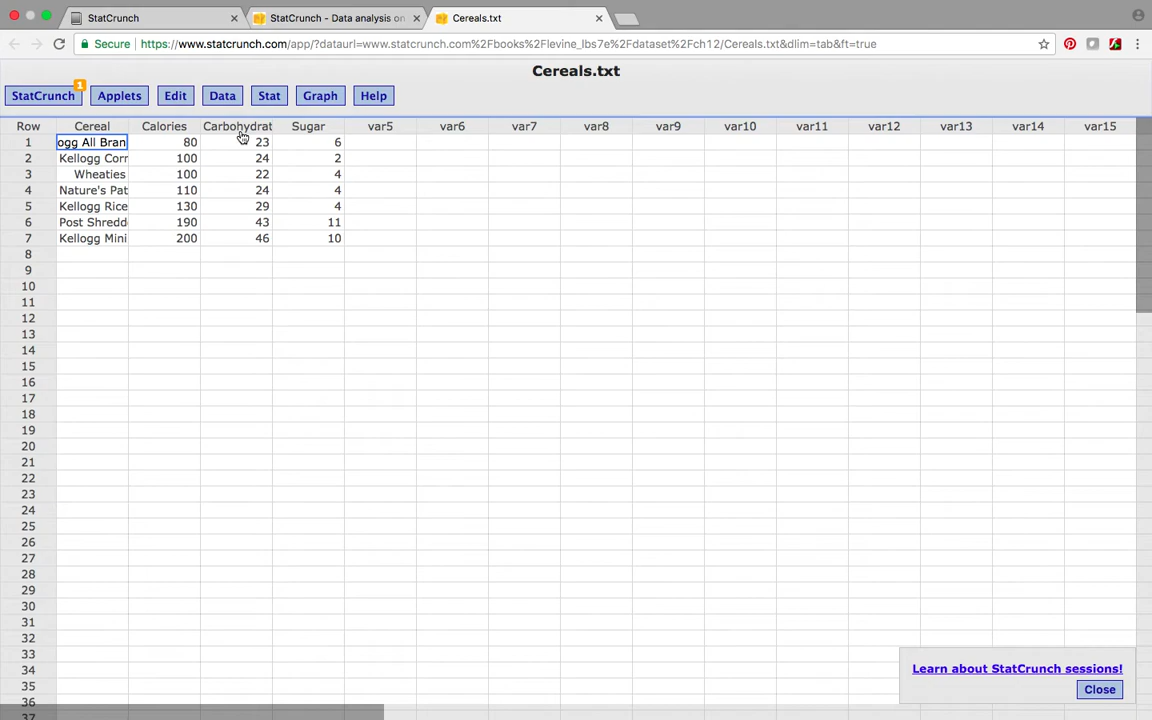 StatCrunch
StatCrunch - Data analysis on
Cereals.txt
Secure https://www.statcrunch.com/app/?dataurl=www.statcrunch.com%2Fbooks%2Flevine_lbs7e%2Fdataset%2Fch12/Cereals.txt&dlim=tab&ft=true
Cereals.txt
StatCrunch 1 Applets Edit Data Stat Graph Help
Row Cereal Calories Carbohydrat Sugar var5 var6 var7 var8 var9 var10 var11 var12 var13 var14 var15
1 ogg All Bran 80 23 6
2 Kellogg Corr 100 24 2
3 Wheaties 100 22 4
4 Nature's Pat 110 24 4
5 Kellogg Rice 130 29 4
6 Post Shredd 190 43 11
7 Kellogg Mini 200 46 10
8
9
10
11
12
13
14
15
16
17
18
19
20
21
22
23
24
25
26
27
28
29
30
31
32
33
34
35
36
37
Learn about StatCrunch sessions!
Close